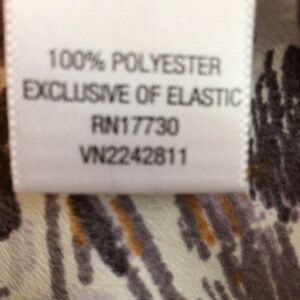 100% POLYESTER
EXCLUSIVE OF ELASTIC
RN17730
VN2242811